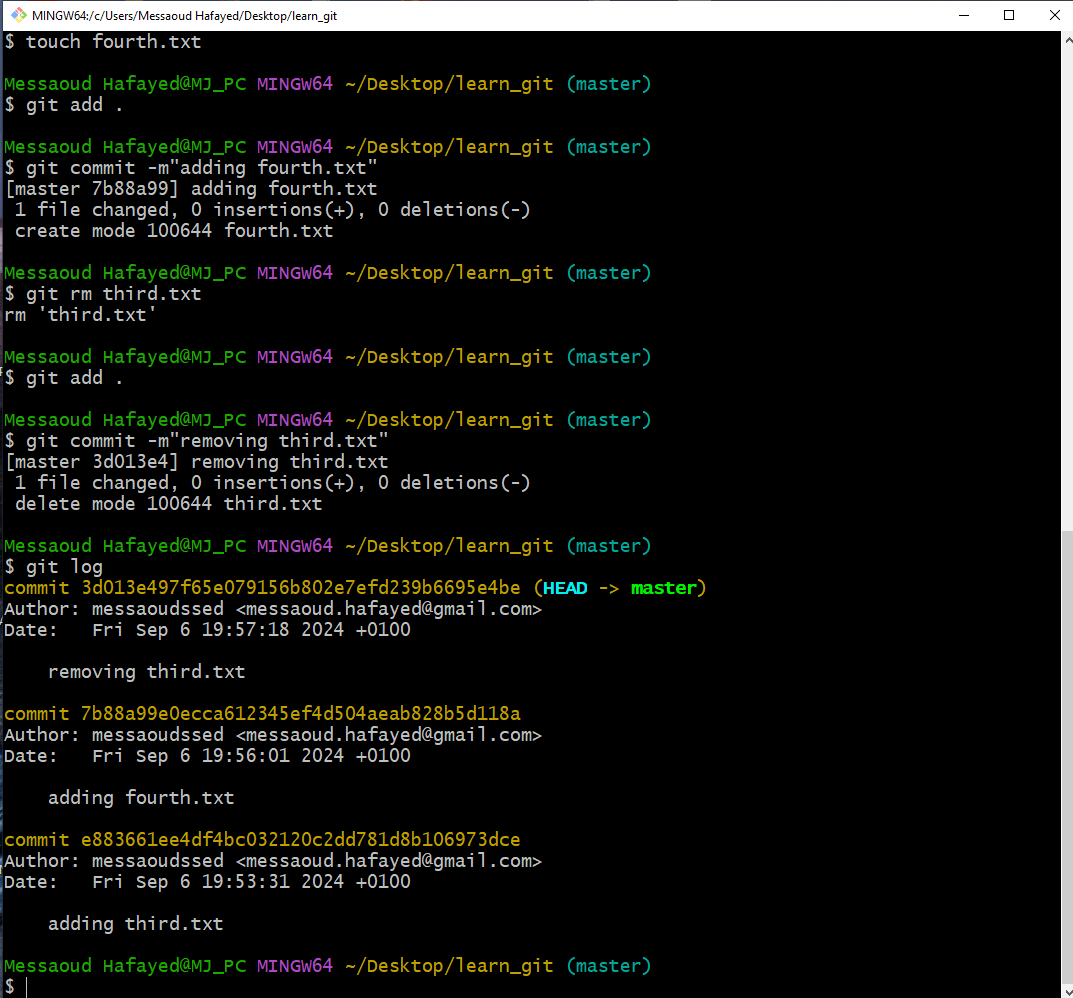 MINGW64:/c/Users/Messaoud Hafayed/Desktop/learn_git
$ touch fourth.txt
Messaoud Hafayed@MJ_PC MINGW64 ~/Desktop/learn_git (master)
$ git add .
Messaoud Hafayed@MJ_PC MINGW64 ~/Desktop/learn_git (master)
$ git commit -m"adding fourth.txt"
[master 7b88a99] adding fourth.txt
 1 file changed, 0 insertions(+), 0 deletions(-)
 create mode 100644 fourth.txt
Messaoud Hafayed@MJ_PC MINGW64 ~/Desktop/learn_git (master)
$ git rm third.txt
rm 'third.txt'
Messaoud Hafayed@MJ_PC MINGW64 ~/Desktop/learn_git (master)
$ git add .
Messaoud Hafayed@MJ_PC MINGW64 ~/Desktop/learn_git (master)
$ git commit -m"removing third.txt"
[master 3d013e4] removing third.txt
 1 file changed, 0 insertions(+), 0 deletions(-)
 delete mode 100644 third.txt
Messaoud Hafayed@MJ_PC MINGW64 ~/Desktop/learn_git (master)
$ git log
commit 3d013e497f65e079156b802e7efd239b6695e4be (HEAD -> master)
Author: messaoudssed <messaoud.hafayed@gmail.com>
Date:   Fri Sep 6 19:57:18 2024 +0100
    removing third.txt
commit 7b88a99e0ecca612345ef4d504aeab828b5d118a
Author: messaoudssed <messaoud.hafayed@gmail.com>
Date:   Fri Sep 6 19:56:01 2024 +0100
    adding fourth.txt
commit e883661ee4df4bc032120c2dd781d8b106973dce
Author: messaoudssed <messaoud.hafayed@gmail.com>
Date:   Fri Sep 6 19:53:31 2024 +0100
    adding third.txt
Messaoud Hafayed@MJ_PC MINGW64 ~/Desktop/learn_git (master)
$